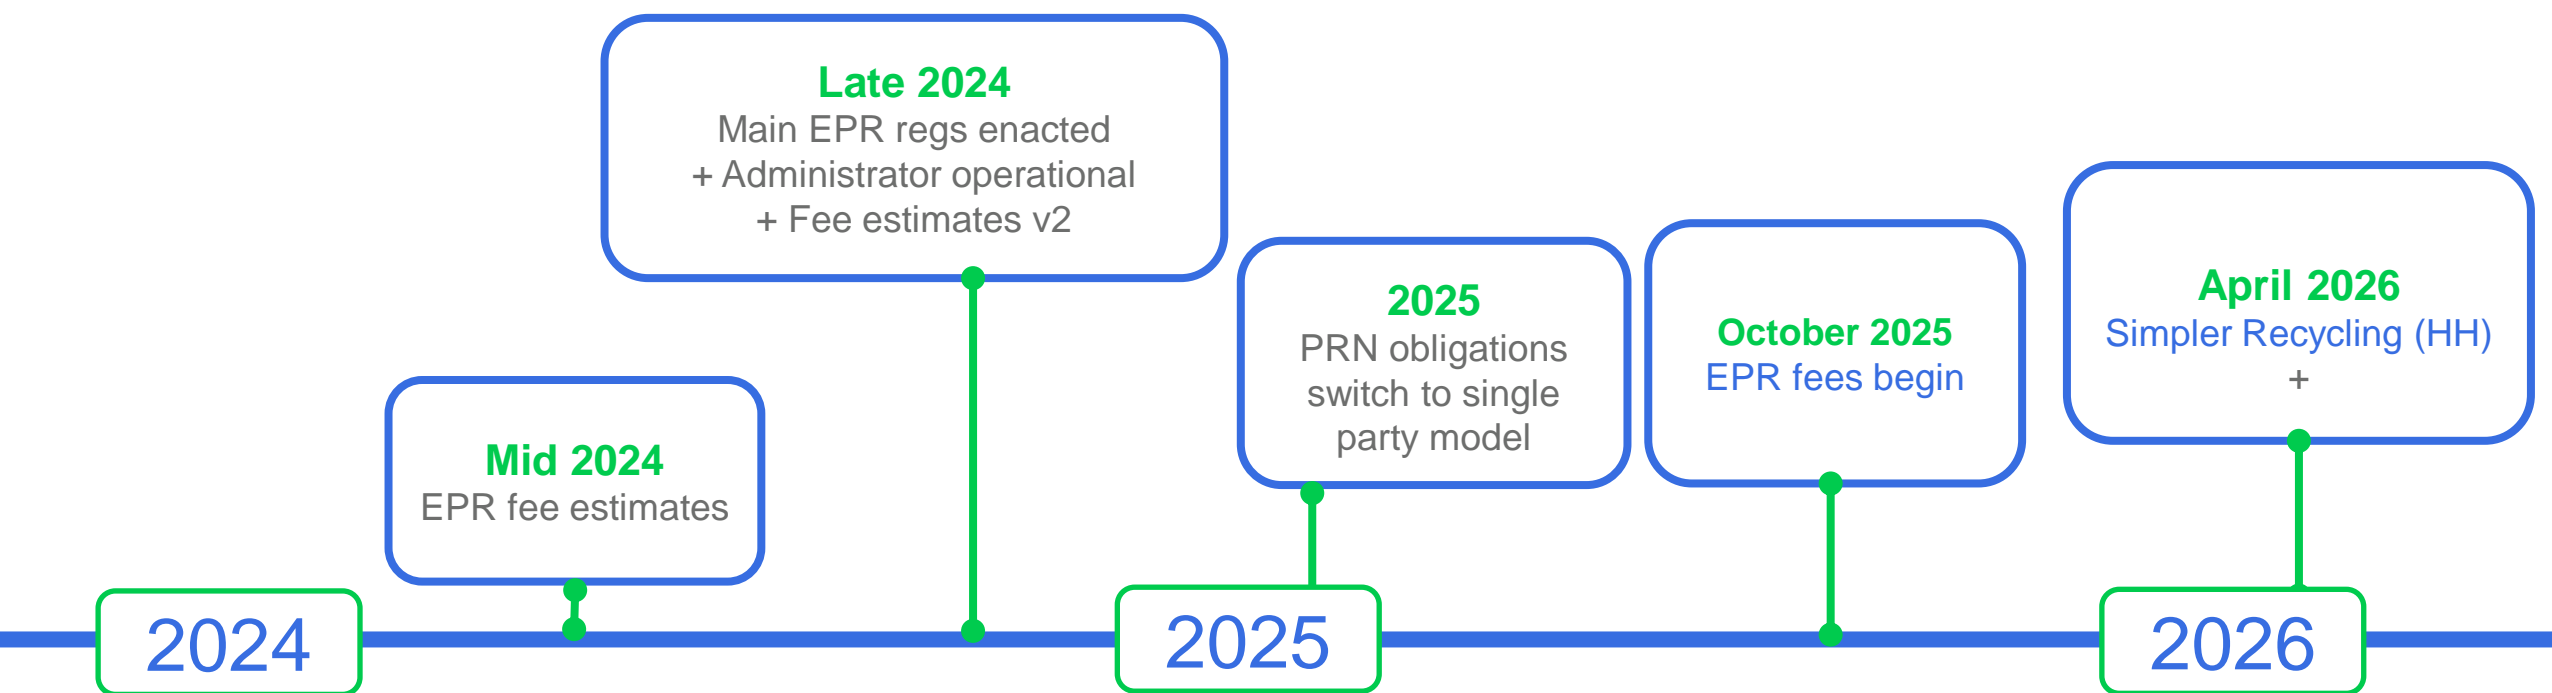 Late 2024
Main EPR regs enacted
+ Administrator operational
+ Fee estimates v2
Mid 2024
EPR fee estimates
2025
PRN obligations
switch to single
party model
October 2025
EPR fees begin
April 2026
Simpler Recycling (HH)
+
2024
2025
2026